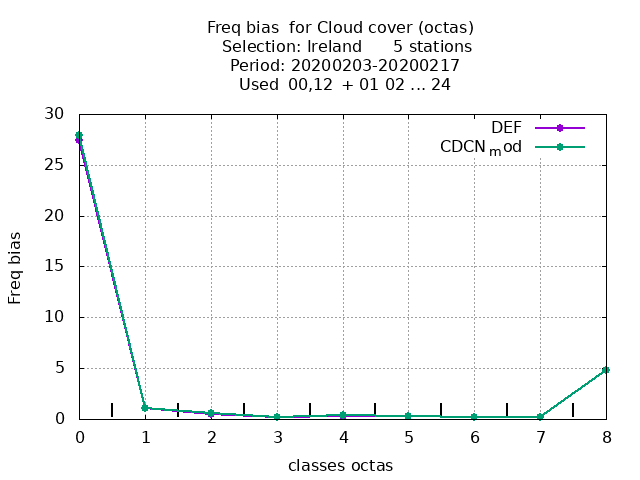 Freq bias  for Cloud cover (octas)
Selection: Ireland      5 stations
Period: 20200203-20200217
Used  00,12  + 01 02 ... 24
DEF
CDCNmod
30
25
20
15
10
5
0
Freq bias
0 1 2 3 4 5 6 7 8
classes octas